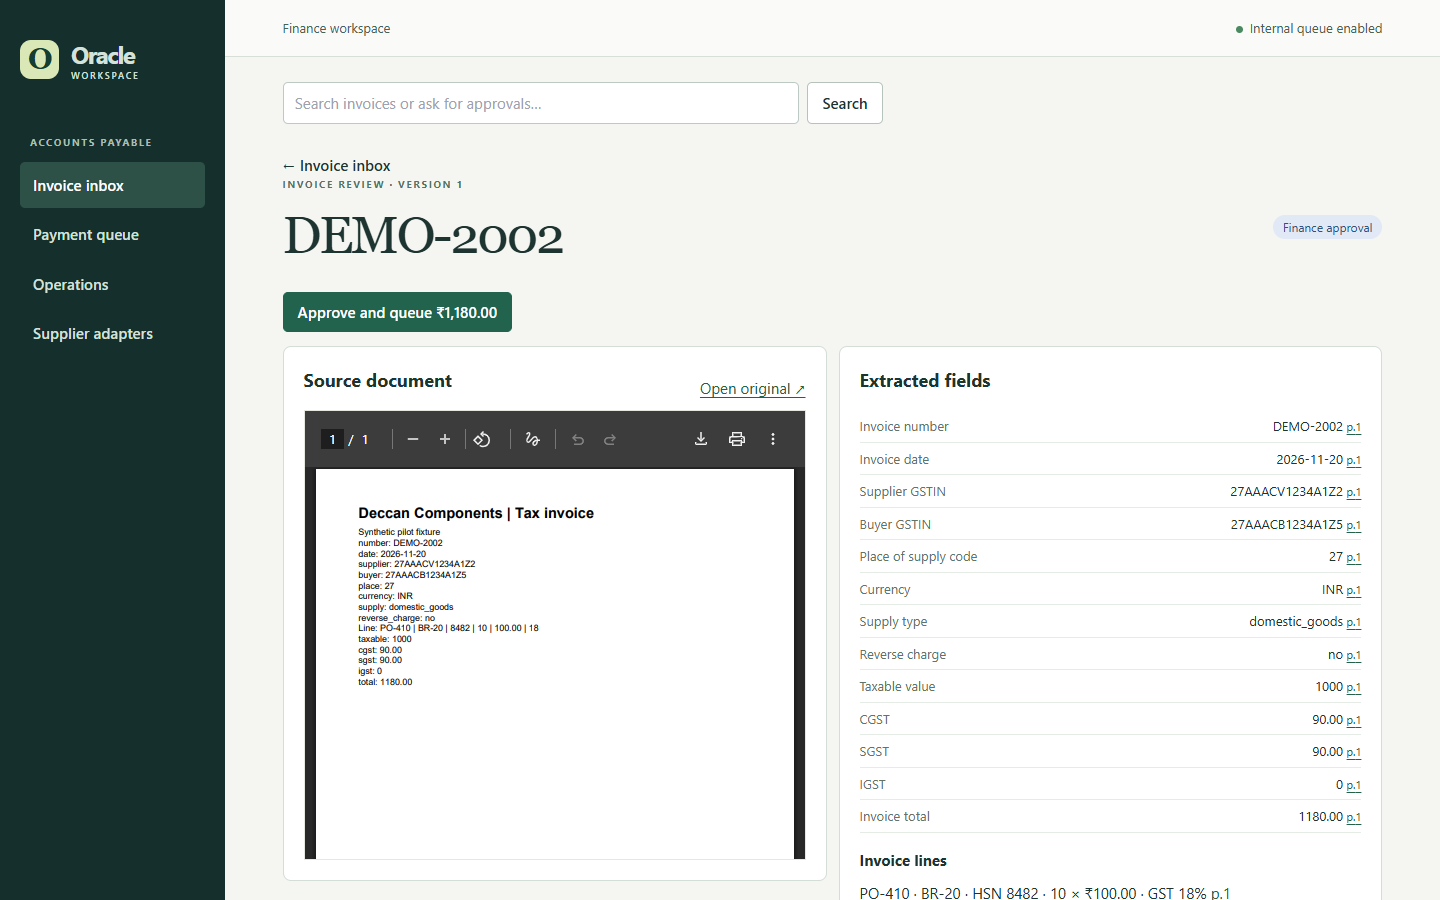 O
Oracle
WORKSPACE
ACCOUNTS PAYABLE
Invoice inbox
Payment queue
Operations
Supplier adapters
Finance workspace
Internal queue enabled
Search invoices or ask for approvals...
Search
← Invoice inbox
INVOICE REVIEW · VERSION 1
DEMO-2002
Finance approval
Approve and queue ₹1,180.00
Source document
Open original ↗
1 / 1
Deccan Components | Tax invoice
Synthetic pilot fixture
number: DEMO-2002
date: 2026-11-20
supplier: 27AAACV1234A1Z2
buyer: 27AAACB1234A1Z5
place: 27
currency: INR
supply: domestic_goods
reverse_charge: no
Line: PO-410 | BR-20 | 8482 | 10 | 100.00 | 18
taxable: 1000
cgst: 90.00
sgst: 90.00
igst: 0
total: 1180.00
Extracted fields
Invoice number DEMO-2002 p.1
Invoice date 2026-11-20 p.1
Supplier GSTIN 27AAACV1234A1Z2 p.1
Buyer GSTIN 27AAACB1234A1Z5 p.1
Place of supply code 27 p.1
Currency INR p.1
Supply type domestic_goods p.1
Reverse charge no p.1
Taxable value 1000 p.1
CGST 90.00 p.1
SGST 90.00 p.1
IGST 0 p.1
Invoice total 1180.00 p.1
Invoice lines
PO-410 · BR-20 · HSN 8482 · 10 × ₹100.00 · GST 18% p.1